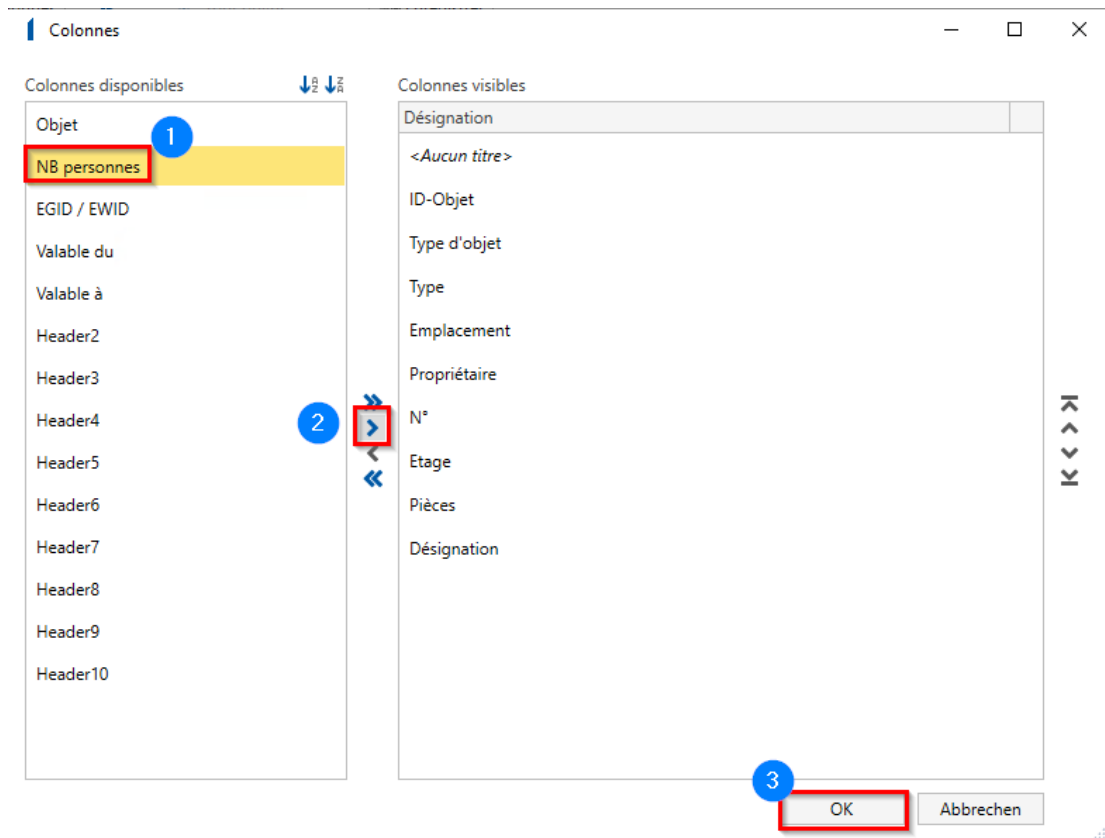 Colonnes
Colonnes disponibles
Objet
1
NB personnes
EGID / EWID
Valable du
Valable à
Header2
Header3
Header4
Header5
Header6
Header7
Header8
Header9
Header10
2
Colonnes visibles
Désignation
<Aucun titre>
ID-Objet
Type d'objet
Type
Emplacement
Propriétaire
N°
Etage
Pièces
Désignation
3
OK
Abbrechen